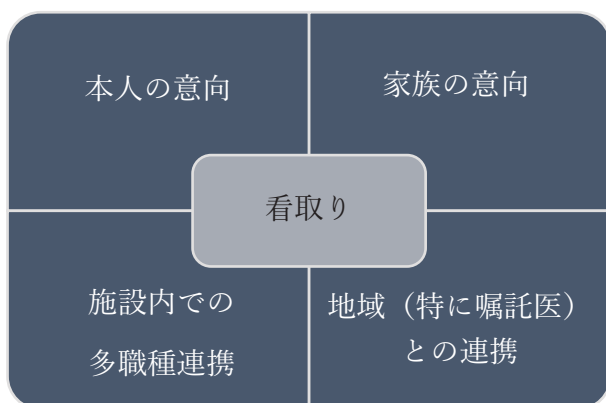 本人の意向
家族の意向
看取り
施設内での
多職種連携
地域（特に嘱託医）
との連携